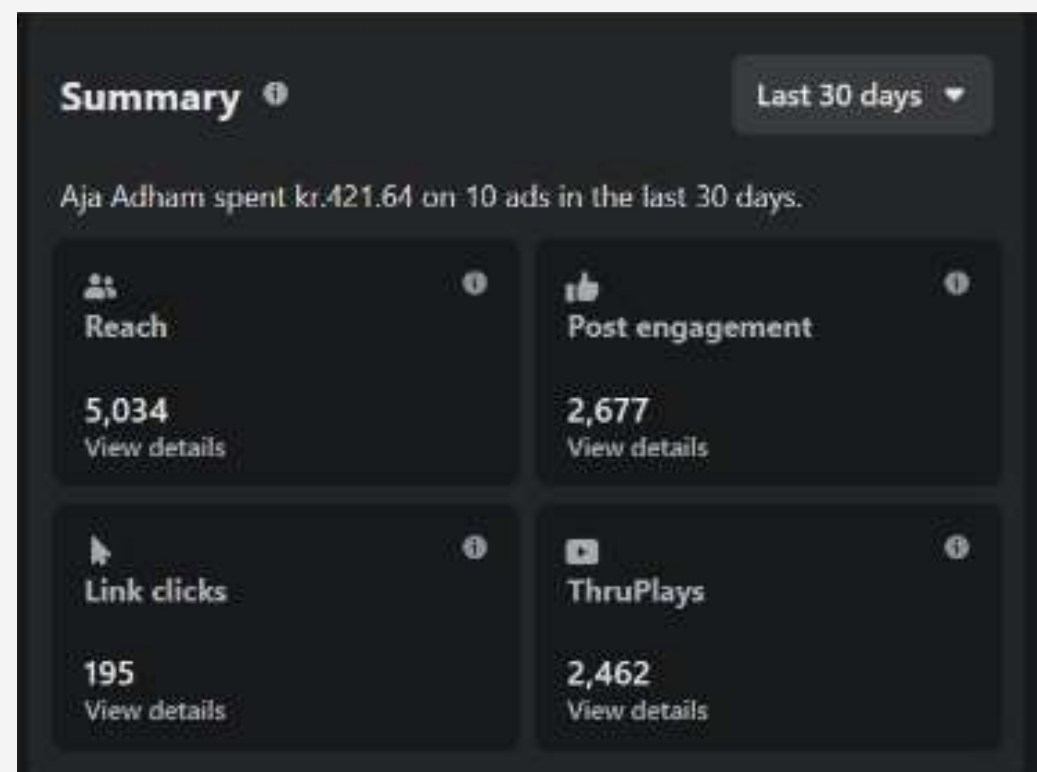 Summary
Last 30 days
Aja Adham spent kr.421.64 on 10 ads in the last 30 days.
Reach
5,034
View details
Post engagement
2,677
View details
Link clicks
195
View details
ThruPlays
2,462
View details